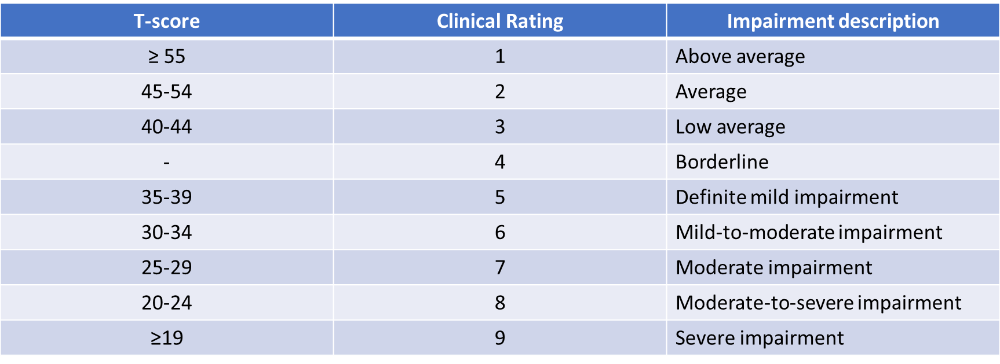 T-score Clinical Rating Impairment description
≥ 55 1 Above average
45-54 2 Average
40-44 3 Low average
- 4 Borderline
35-39 5 Definite mild impairment
30-34 6 Mild-to-moderate impairment
25-29 7 Moderate impairment
20-24 8 Moderate-to-severe impairment
≥19 9 Severe impairment